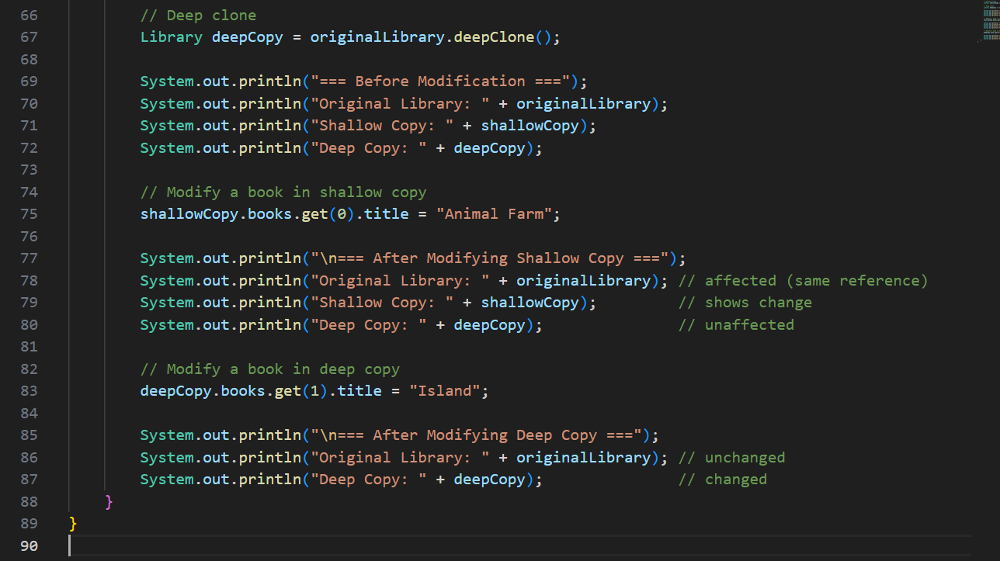 66 // Deep clone
67 Library deepCopy = originalLibrary.deepClone();
68
69 System.out.println("=== Before Modification ===");
70 System.out.println("Original Library: " + originalLibrary);
71 System.out.println("Shallow Copy: " + shallowCopy);
72 System.out.println("Deep Copy: " + deepCopy);
73
74 // Modify a book in shallow copy
75 shallowCopy.books.get(0).title = "Animal Farm";
76
77 System.out.println("\n=== After Modifying Shallow Copy ===");
78 System.out.println("Original Library: " + originalLibrary); // affected (same reference)
79 System.out.println("Shallow Copy: " + shallowCopy); // shows change
80 System.out.println("Deep Copy: " + deepCopy); // unaffected
81
82 // Modify a book in deep copy
83 deepCopy.books.get(1).title = "Island";
84
85 System.out.println("\n=== After Modifying Deep Copy ===");
86 System.out.println("Original Library: " + originalLibrary); // unchanged
87 System.out.println("Deep Copy: " + deepCopy); // changed
88 }
89 }
90